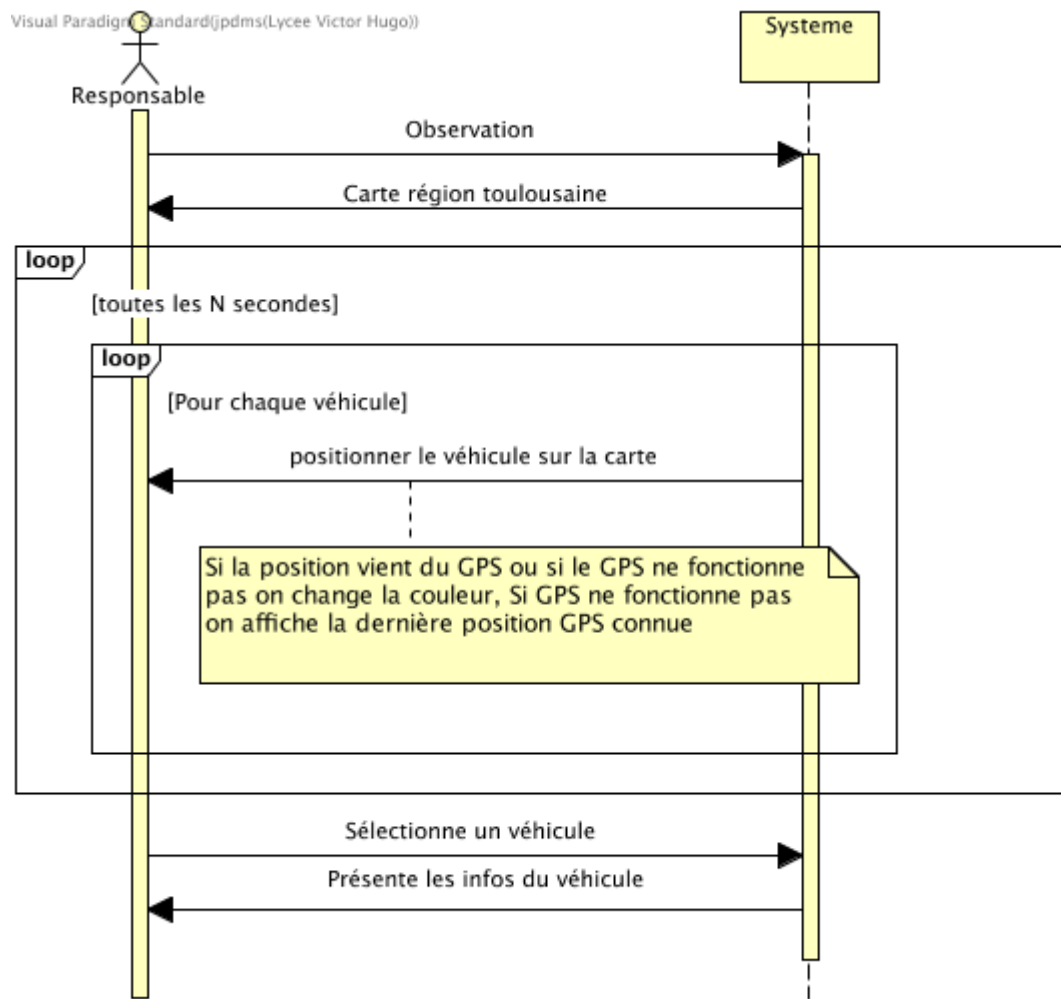 Visual Paradigm Standard(jpdms(Lycee Victor Hugo))
Systeme
Responsable
Observation
Carte région toulousaine
loop
[toutes les N secondes]
loop
[Pour chaque véhicule]
positionner le véhicule sur la carte
Si la position vient du GPS ou si le GPS ne fonctionne
pas on change la couleur, Si GPS ne fonctionne pas
on affiche la dernière position GPS connue
Sélectionne un véhicule
Présente les infos du véhicule